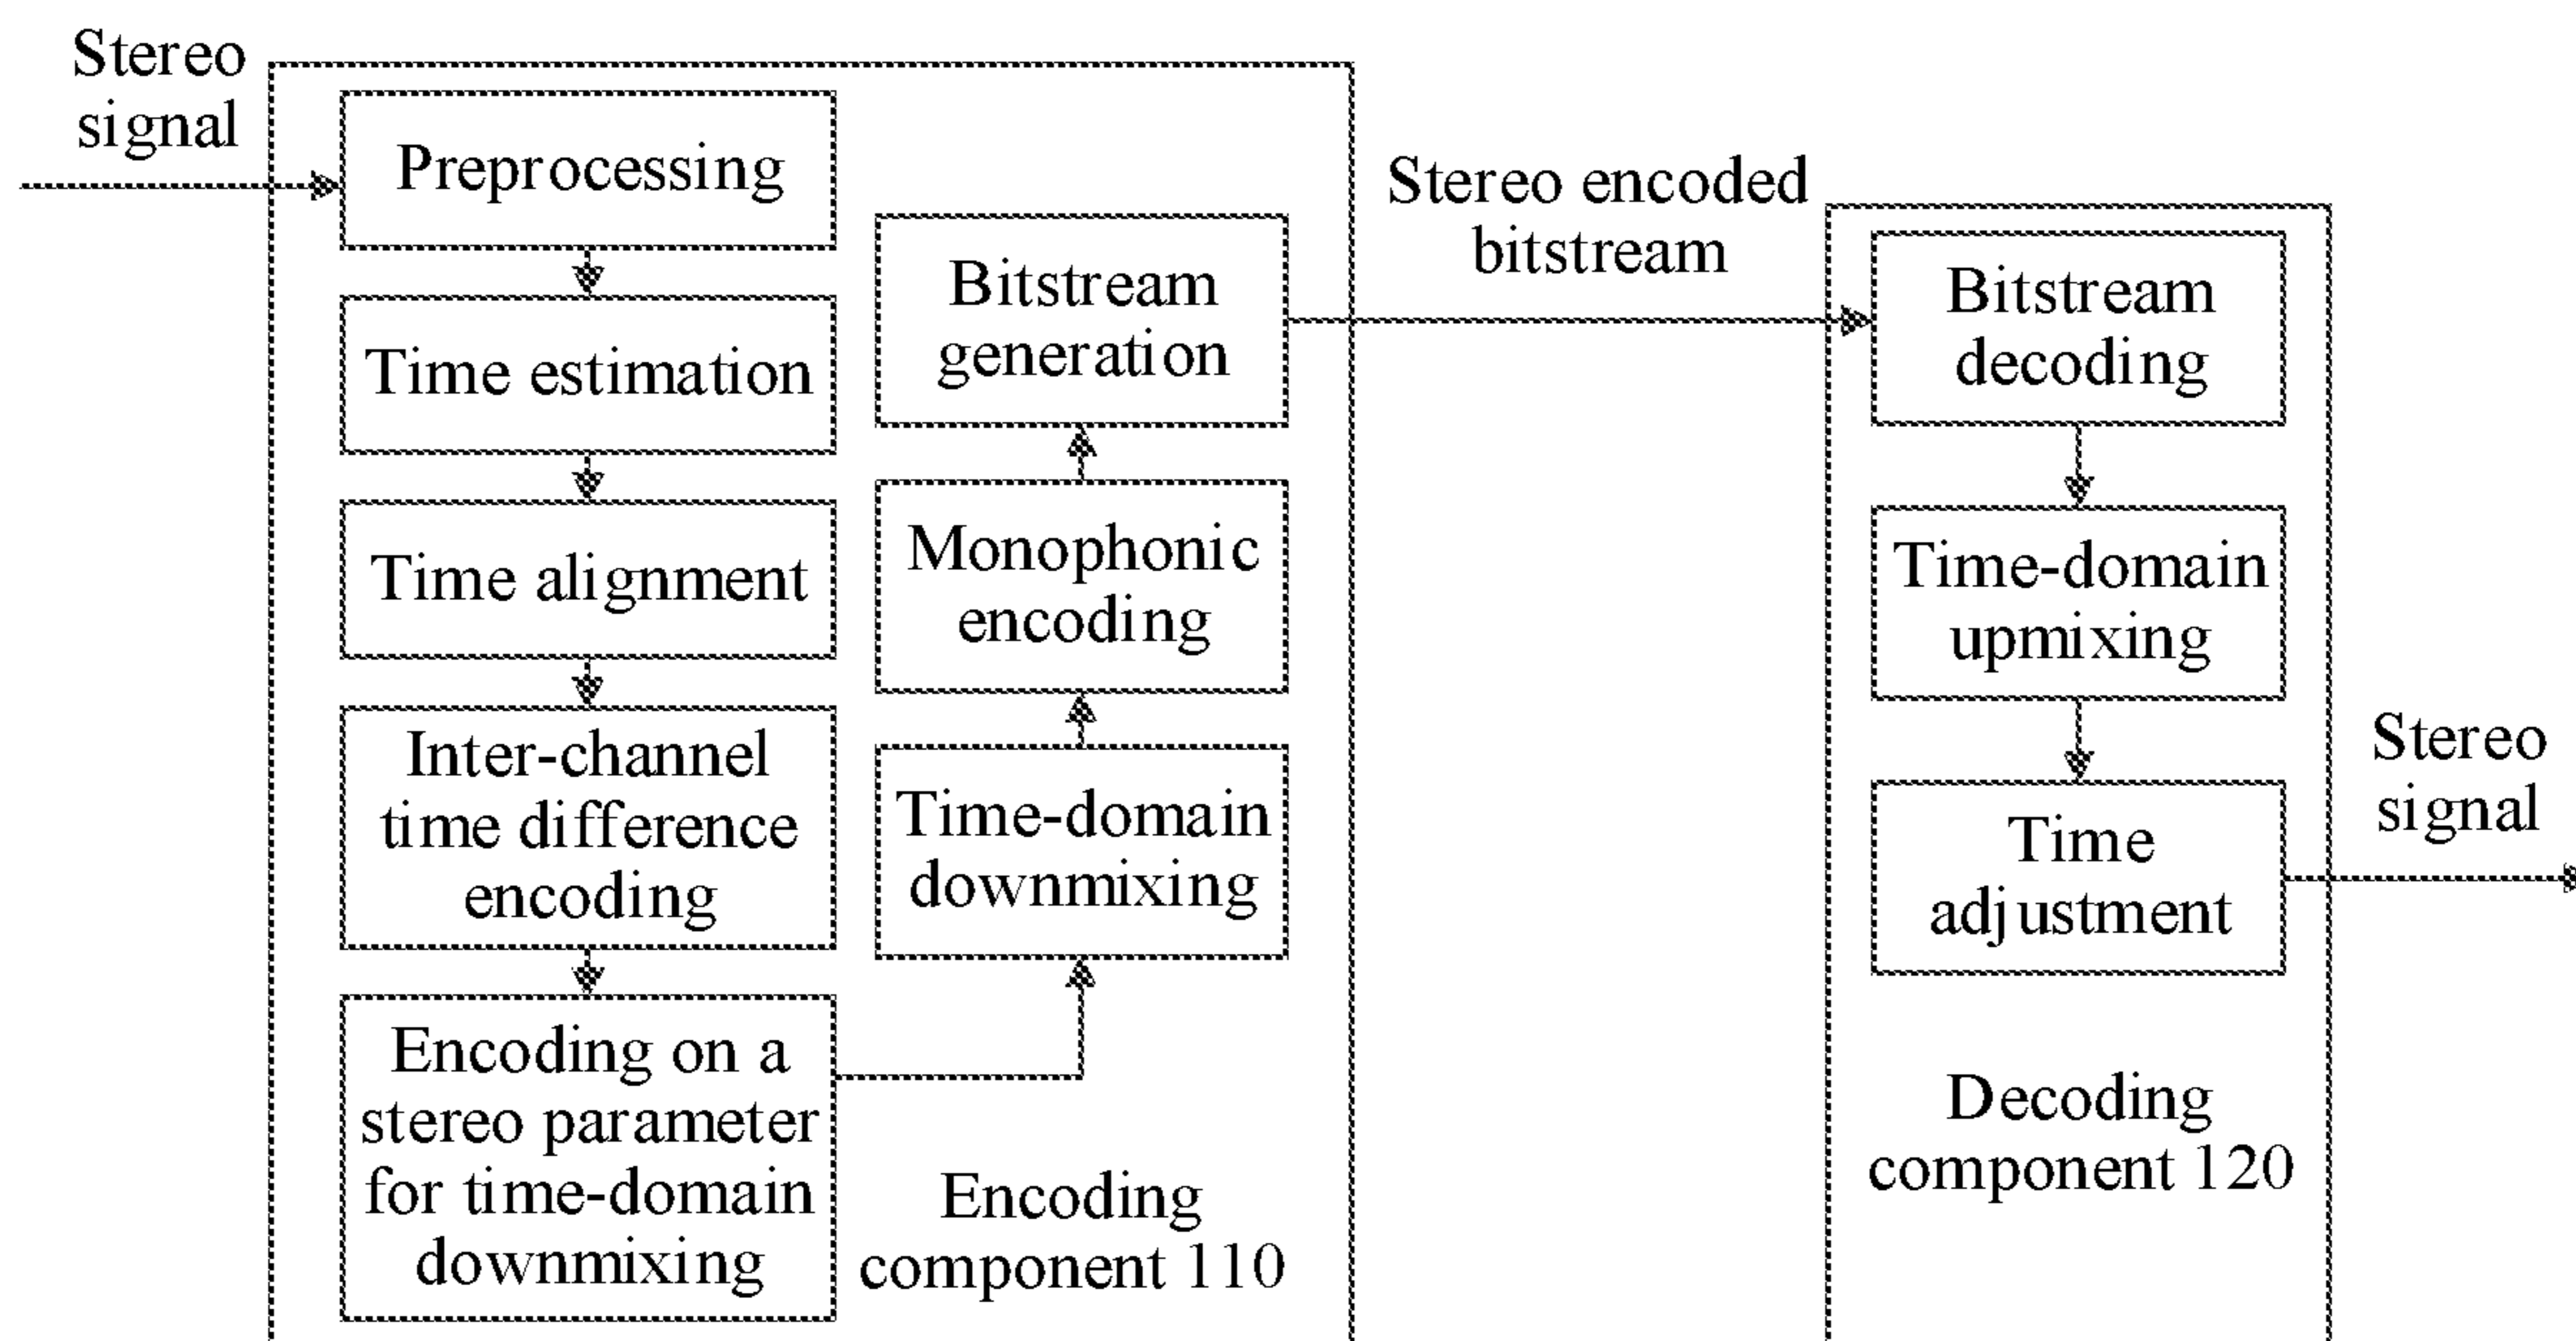 Stereo
signal
Preprocessing
Time estimation
Time alignment
Inter-channel
time difference
encoding
Encoding on a
stereo parameter
for time-domain
downmixing
Time-domain
downmixing
Monophonic
encoding
Bitstream
generation
Encoding
component 110
Stereo encoded
bitstream
Bitstream
decoding
Time-domain
upmixing
Time
adjustment
Decoding
component 120
Stereo
signal